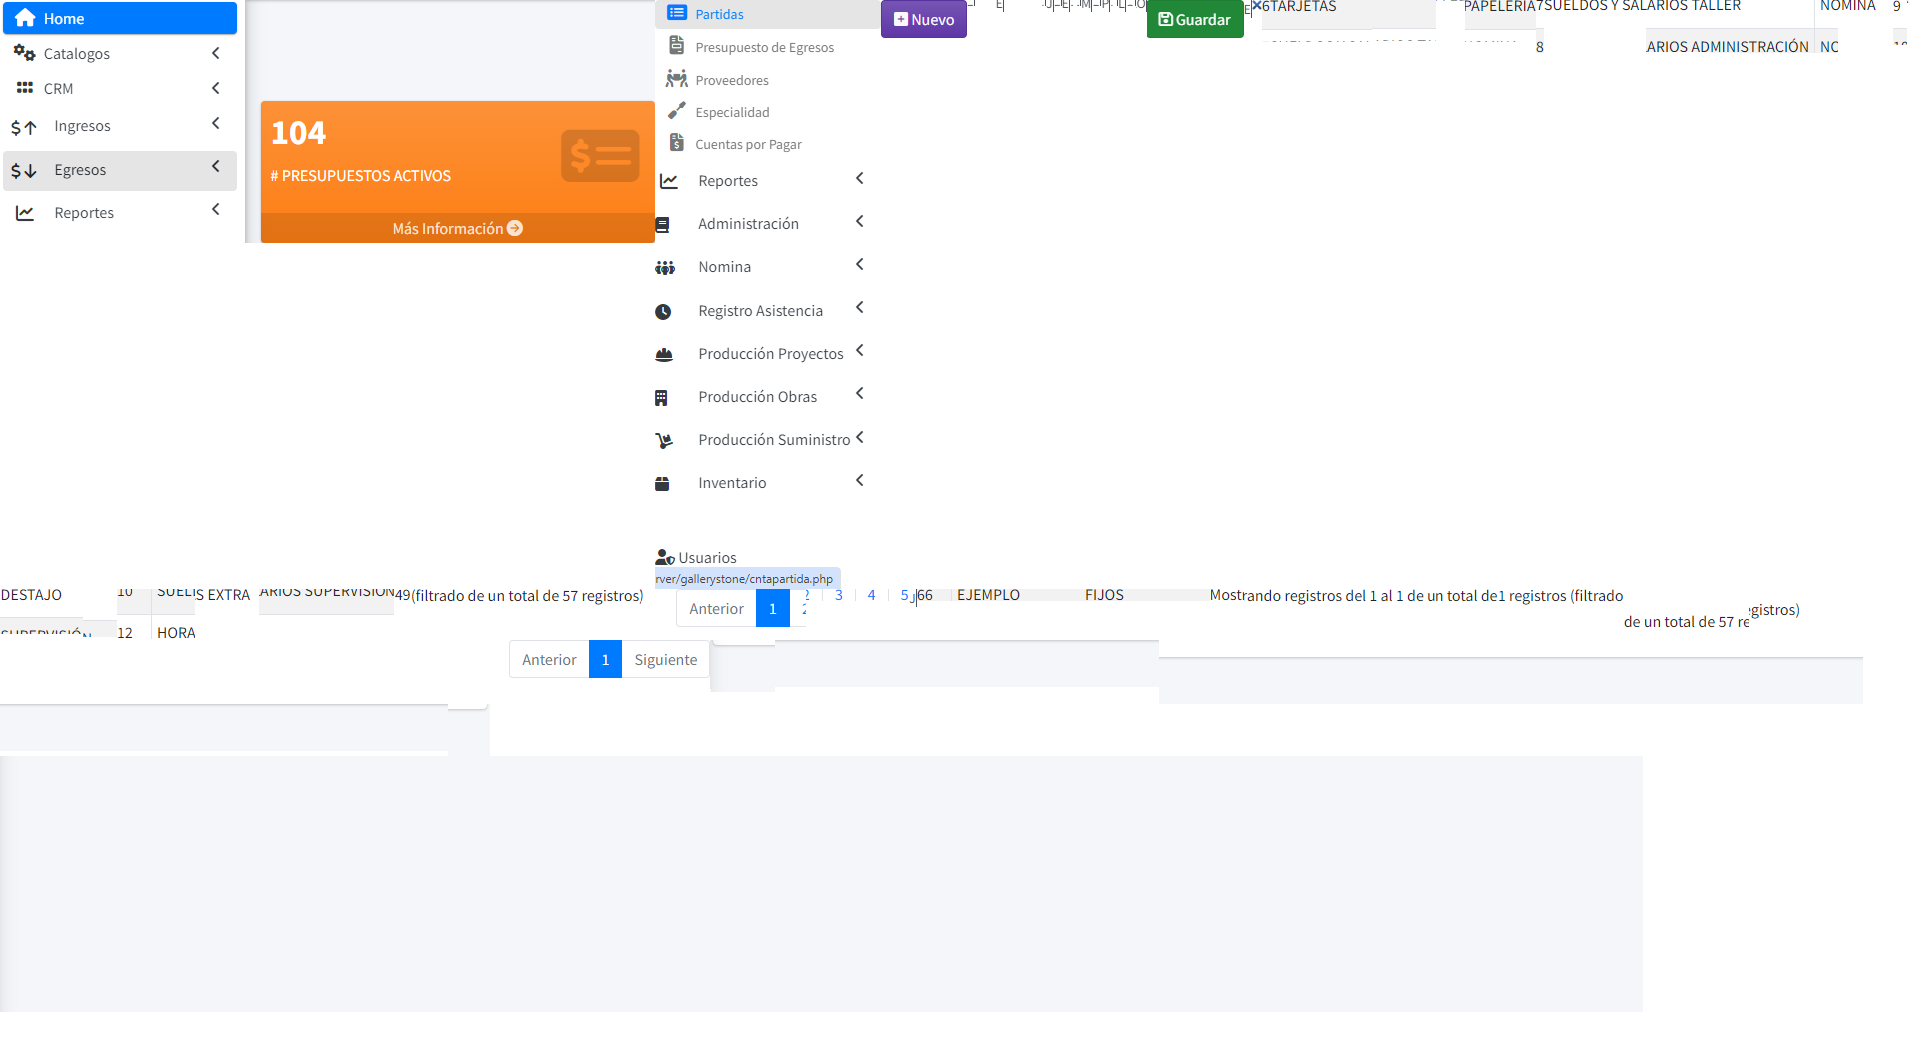 Home
Catalogos
CRM
Ingresos
Egresos
Reportes
104
# PRESUPUESTOS ACTIVOS
Más Información
Partidas
Presupuesto de Egresos
Proveedores
Especialidad
Cuentas por Pagar
Reportes
Administración
Nomina
Registro Asistencia
Producción Proyectos
Producción Obras
Producción Suministro
Inventario
Usuarios
rver/gallerystone/cntapartida.php
Nuevo
Guardar
6TARJETAS
PAPELERIA7SUELDOS Y SALARIOS TALLER
NOMINA
9
8
ARIOS ADMINISTRACIÓN
NO
DESTAJO
10
SUELIS EXTRA
ARIOS SUPERVISION49(filtrado de un total de 57 registros)
12
HORA
Anterior
1
2
3
4
5
66
EJEMPLO
FIJOS
Mostrando registros del 1 al 1 de un total de1 registros (filtrado
de un total de 57 re
gistros)
Anterior
1
Siguiente